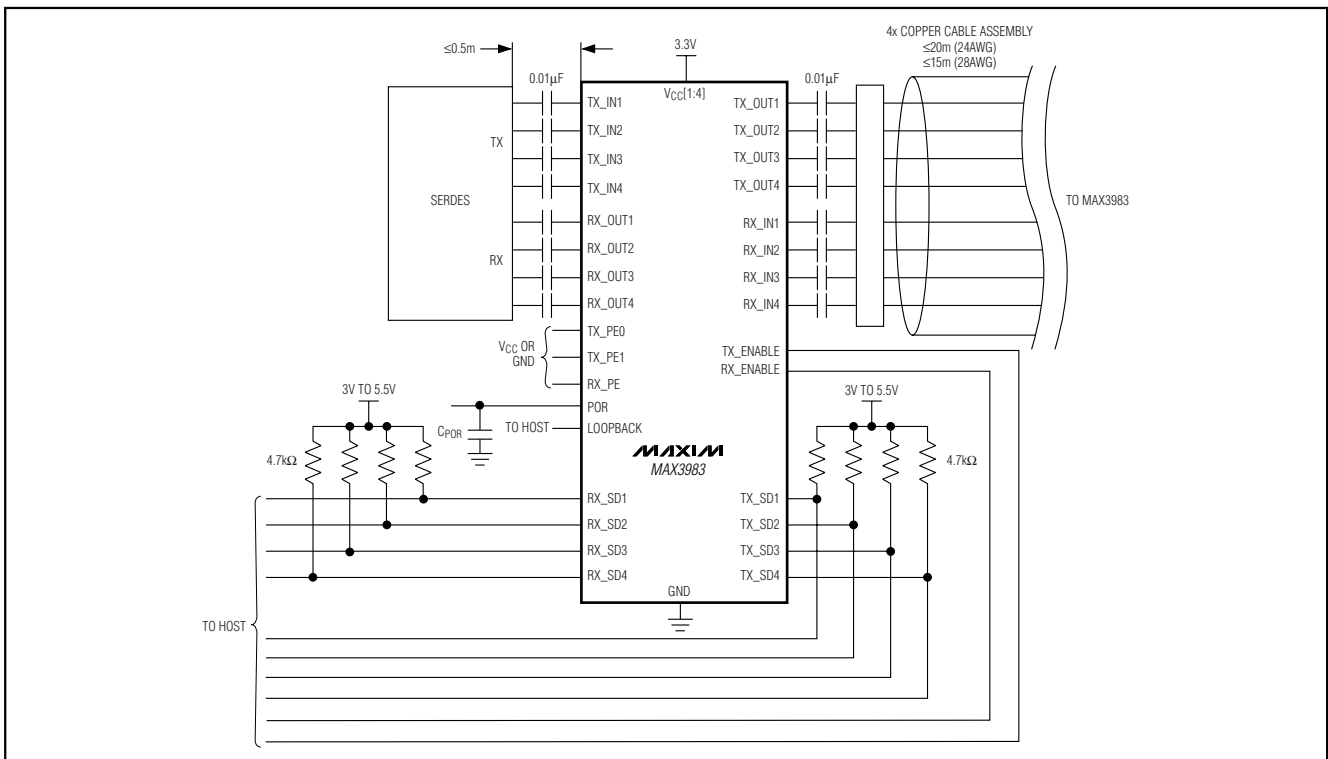 4x COPPER CABLE ASSEMBLY
≤20m (24AWG)
≤15m (28AWG)
≤0.5m
3.3V
0.01µF
0.01µF
VCC[1:4]
SERDES
TX
RX
TX_IN1
TX_IN2
TX_IN3
TX_IN4
RX_OUT1
RX_OUT2
RX_OUT3
RX_OUT4
TX_PE0
TX_PE1
RX_PE
POR
LOOPBACK
VCC OR
GND
CPOR
TO HOST
TX_OUT1
TX_OUT2
TX_OUT3
TX_OUT4
RX_IN1
RX_IN2
RX_IN3
RX_IN4
TX_ENABLE
RX_ENABLE
TO MAX3983
3V TO 5.5V
4.7kΩ
MAXIM
MAX3983
3V TO 5.5V
4.7kΩ
RX_SD1
RX_SD2
RX_SD3
RX_SD4
TX_SD1
TX_SD2
TX_SD3
TX_SD4
GND
TO HOST